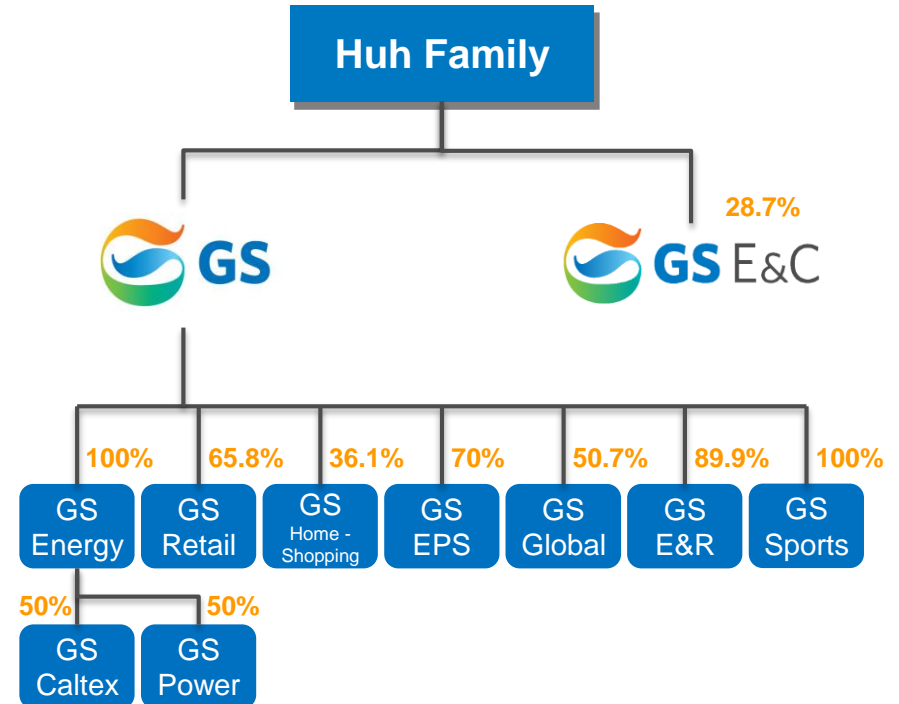 Huh Family
28.7%
GS
GS E&C
100%
65.8%
36.1%
70%
50.7%
89.9%
100%
GS
Energy
GS
Retail
GS
Home -
Shopping
GS
EPS
GS
Global
GS
E&R
GS
Sports
50%
50%
GS
Caltex
GS
Power